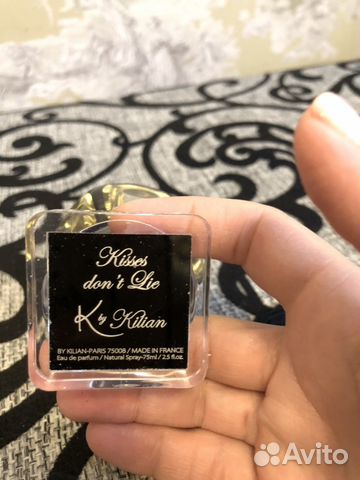 Kisses
don't Lie
K by Kilian
BY KILIAN-PARIS 75008 / MADE IN FRANCE
Eau de parfum / Natural Spray-75ml / 2.5 fl.oz.
Avito